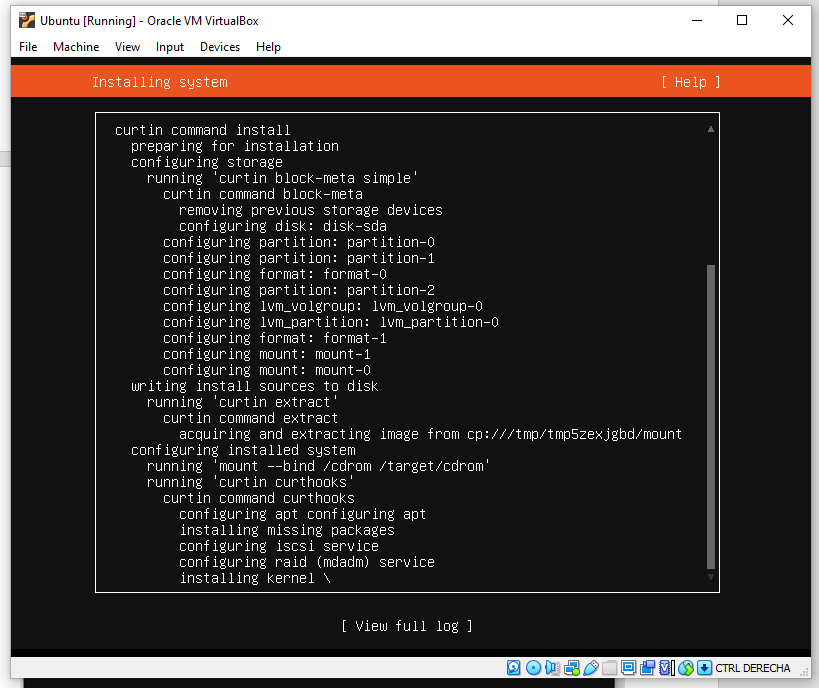 Ubuntu [Running] - Oracle VM VirtualBox
File Machine View Input Devices Help
Installing system [ Help ]
curtin command install
preparing for installation
configuring storage
running 'curtin block-meta simple'
curtin command block-meta
removing previous storage devices
configuring disk: disk-sda
configuring partition: partition-0
configuring partition: partition-1
configuring format: format-0
configuring partition: partition-2
configuring lvm_volgroup: lvm_volgroup-0
configuring lvm_partition: lvm_partition-0
configuring format: format-1
configuring mount: mount-1
configuring mount: mount-0
writing install sources to disk
running 'curtin extract'
curtin command extract
acquiring and extracting image from cp:///tmp/tmp5zexjgbd/mount
configuring installed system
running 'mount --bind /cdrom /target/cdrom'
running 'curtin curthooks'
curtin command curthooks
configuring apt configuring apt
installing missing packages
configuring iscsi service
configuring raid (mdadm) service
installing kernel \
[ View full log ]
CTRL DERECHA